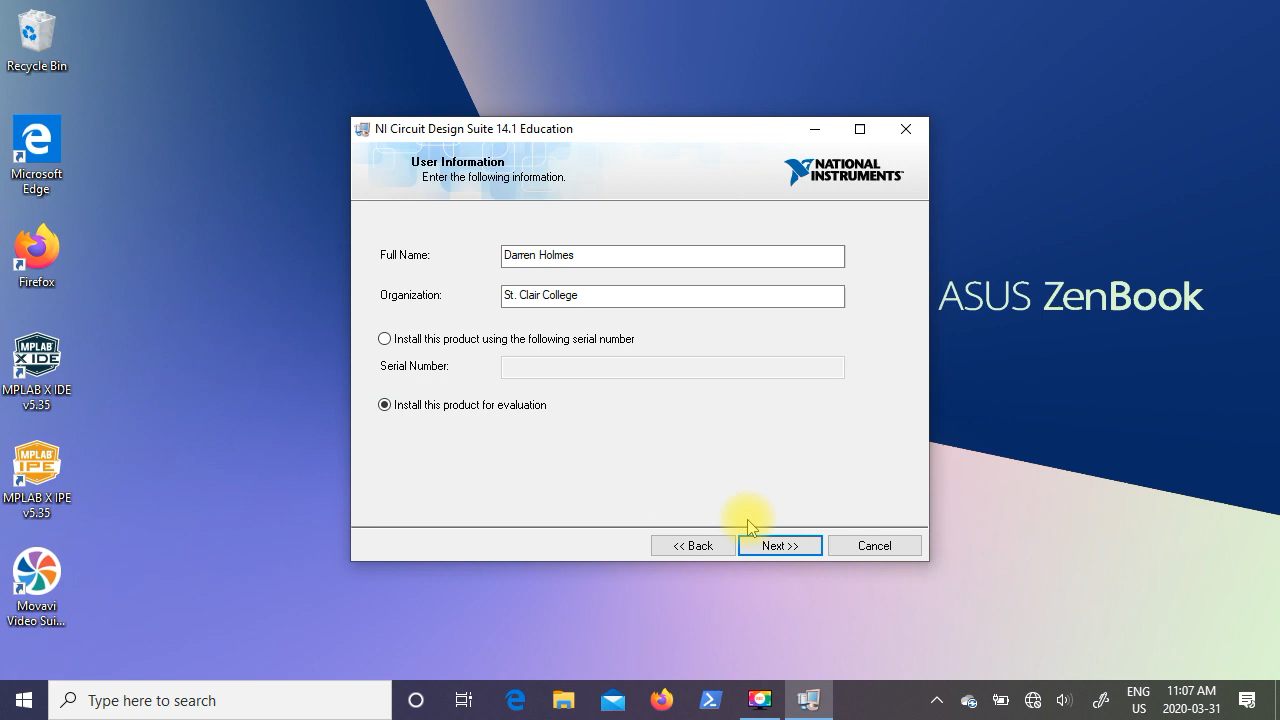 Recycle Bin
Microsoft
Edge
Firefox
MPLAB
X IDE
MPLAB X IDE
v5.35
MPLAB
IPE
MPLAB X IPE
v5.35
Movavi
Video Sui...
NI Circuit Design Suite 14.1 Education
User Information
Enter the following information.
NATIONAL
INSTRUMENTS
Full Name:
Darren Holmes
Organization:
St. Clair College
Install this product using the following serial number
Serial Number:
Install this product for evaluation
<< Back
Next >>
Cancel
ASUS ZenBook
Type here to search
ENG
US
11:07 AM
2020-03-31